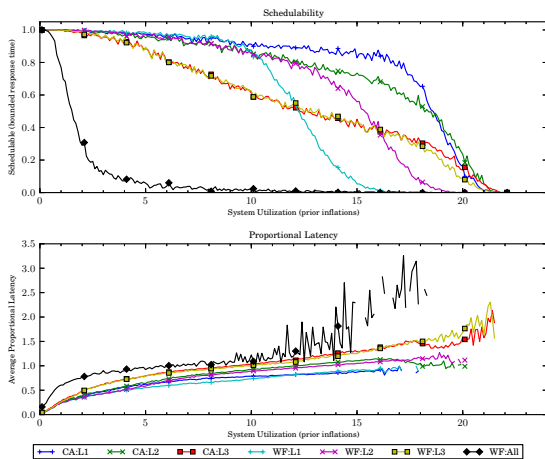 Schedulability
Schedulable (bounded response time)
1.0
0.8
0.6
0.4
0.2
0.0
0 5 10 15 20
System Utilization (prior inflations)
Proportional Latency
Average Proportional Latency
3.5
3.0
2.5
2.0
1.5
1.0
0.5
0.0
0 5 10 15 20
System Utilization (prior inflations)
CA:L1 CA:L2 CA:L3 WF:L1 WF:L2 WF:L3 WF:All